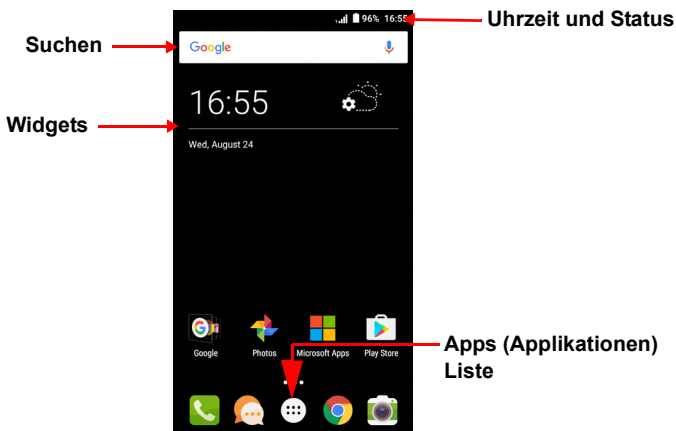 96% 16:55
Uhrzeit und Status
Suchen
Google
16:55
Widgets
Wed, August 24
Google
Photos
Microsoft Apps
Play Store
Apps (Applikationen)
Liste